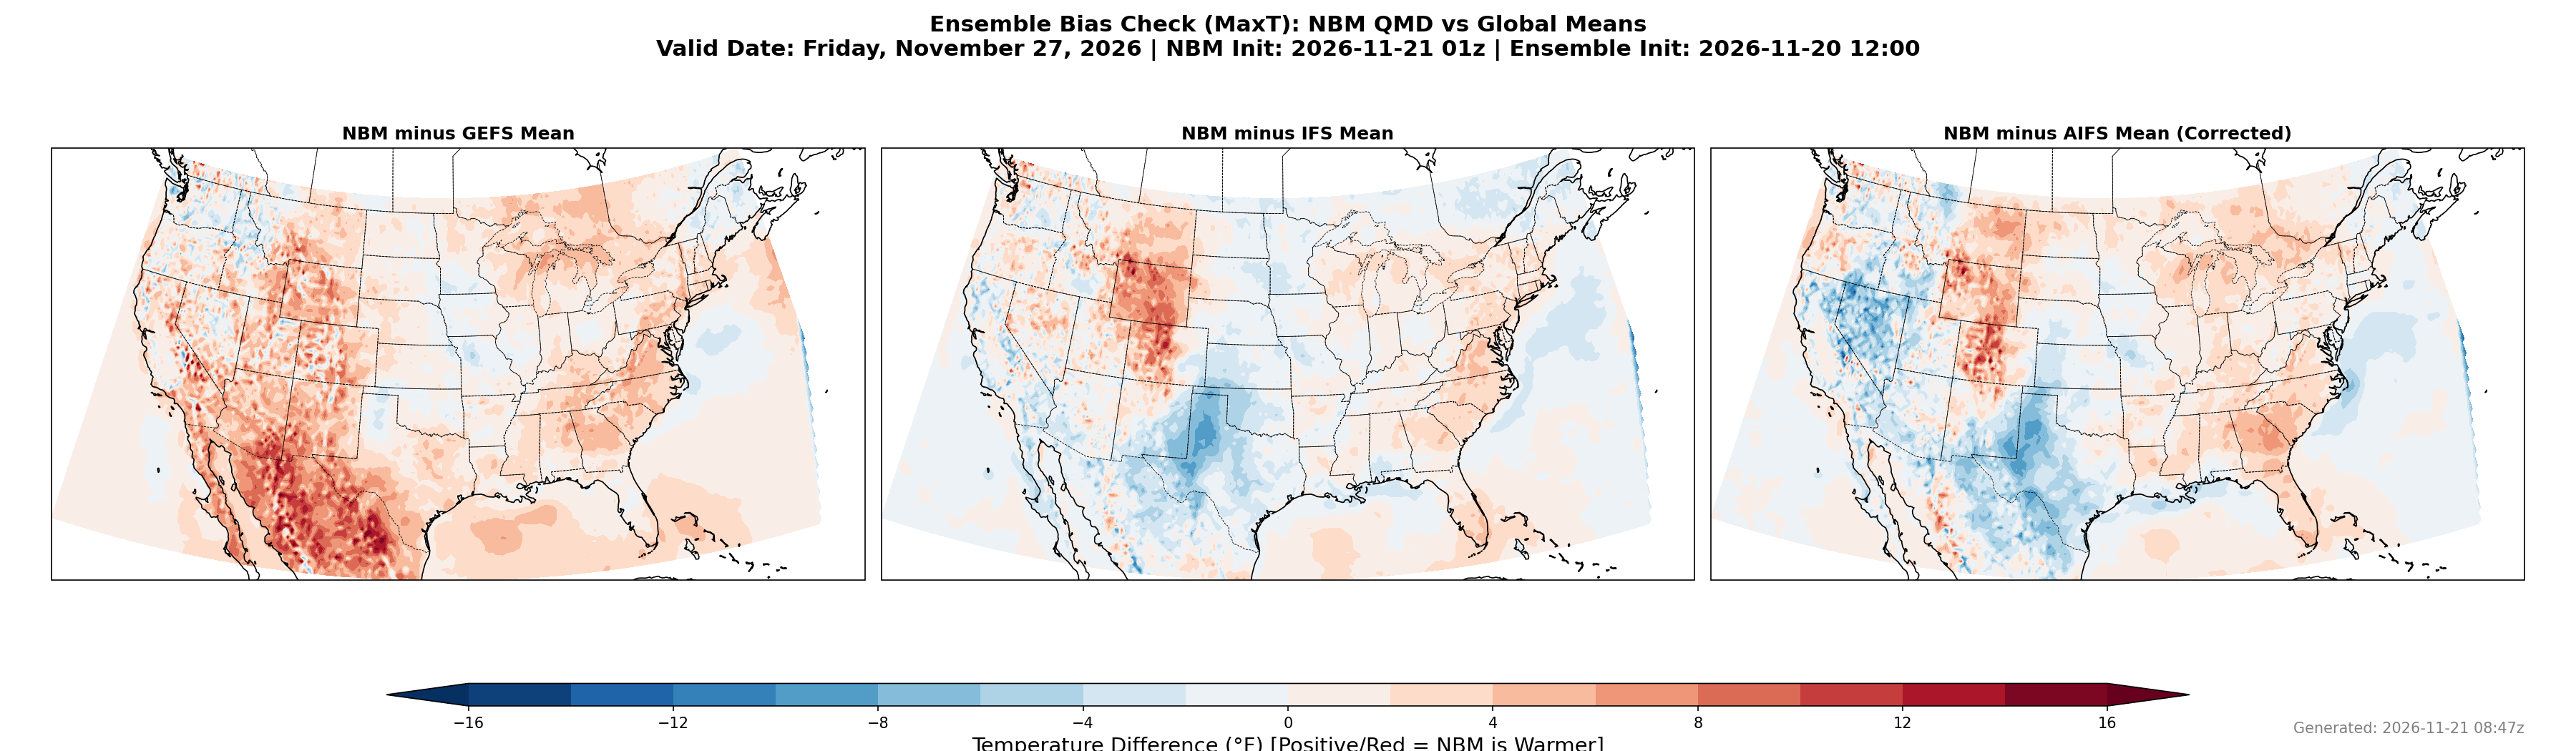 Ensemble Bias Check (MaxT): NBM QMD vs Global Means
Valid Date: Friday, November 27, 2026 | NBM Init: 2026-11-21 01z | Ensemble Init: 2026-11-20 12:00
NBM minus GEFS Mean
NBM minus IFS Mean
NBM minus AIFS Mean (Corrected)
−16 −12 −8 −4 0 4 8 12 16
Generated: 2026-11-21 08:47z
Temperature Difference (°F) [Positive/Red = NBM is Warmer]